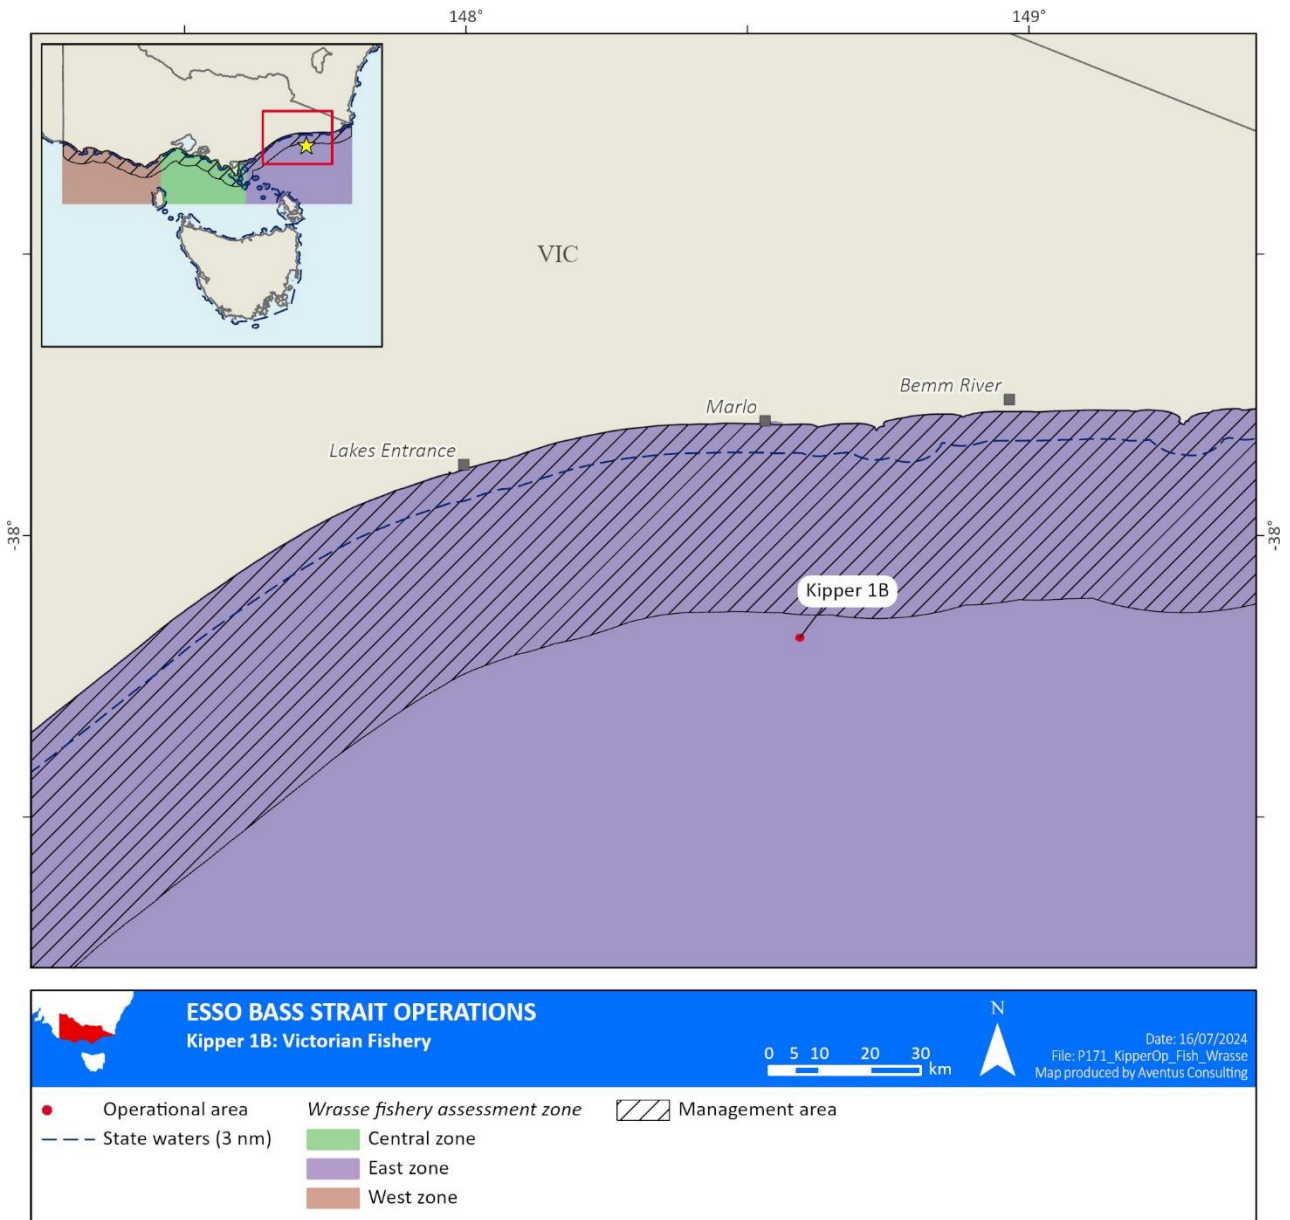 148°
149°
VIC
Bemm River
Marlo
Lakes Entrance
-38°
-38°
Kipper 1B
ESSO BASS STRAIT OPERATIONS
Kipper 1B: Victorian Fishery
0 5 10 20 30
km
N
Date: 16/07/2024
File: P171_KipperOp_Fish_Wrasse
Map produced by Aventus Consulting
Operational area
State waters (3 nm)
Wrasse fishery assessment zone
Central zone
East zone
West zone
Management area